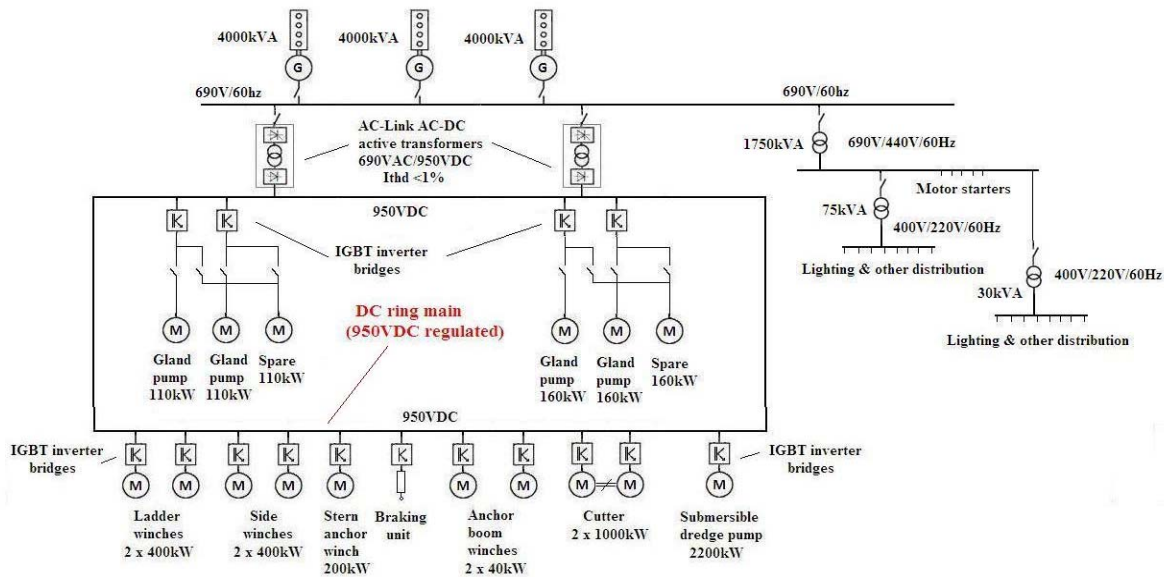 4000kVA
4000kVA
4000kVA
G
G
G
690V/60hz
690V/60hz
AC-Link AC-DC
active transformers
690VAC/950VDC
Ithd <1%
1750kVA
690V/440V/60Hz
Motor starters
75kVA
400V/220V/60Hz
Lighting & other distribution
400V/220V/60Hz
30kVA
Lighting & other distribution
950VDC
IGBT inverter
bridges
DC ring main
(950VDC regulated)
M
M
M
M
M
M
Gland
pump
110kW
Gland
pump
110kW
Spare
110kW
Gland
pump
160kW
Gland
pump
160kW
Spare
160kW
950VDC
IGBT inverter
bridges
IGBT inverter
bridges
M
M
M
M
M
M
M
M
M
M
Ladder
winches
2 x 400kW
Side
winches
2 x 400kW
Stern
anchor
winch
200kW
Braking
unit
Anchor
boom
winches
2 x 40kW
Cutter
2 x 1000kW
Submersible
dredge pump
2200kW